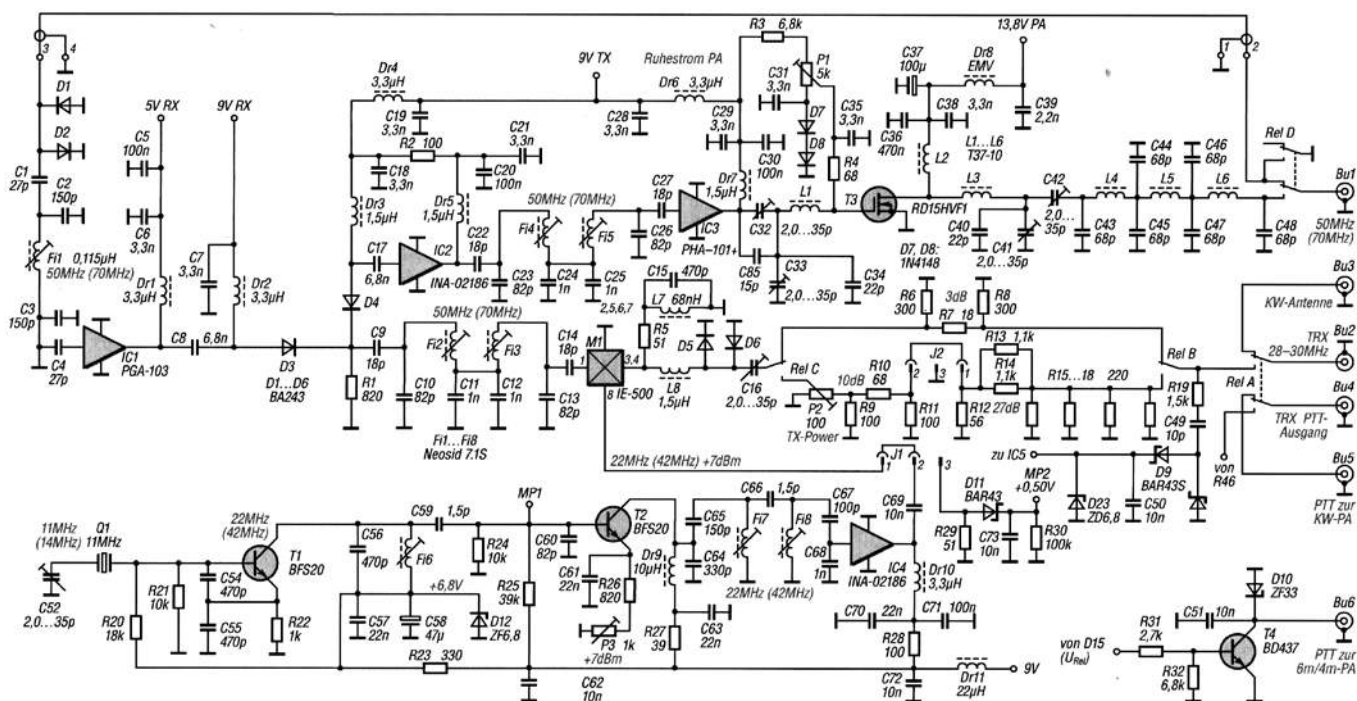 3
4
D1
D2
C1
27p
C2
150p
Fi1 0,115µH
50MHz (70MHz)
C3
150p
C4
27p
IC1
PGA-103
5V RX
C5
100n
C6
3,3n
Dr1
3,3µH
9V RX
C7
3,3n
Dr2
3,3µH
C8 6,8n
D3
D1...D6
BA243
Dr4
3,3µH
C19
3,3n
R2 100
C21
3,3n
C18
3,3n
C20
100n
Dr3
1,5µH
Dr5
1,5µH
C17
6,8n
IC2
INA-02186
C22
18p
D4
R1
820
9V TX
C28
3,3n
Ruhestrom PA
Dr6 3,3µH
R3 6,8k
P1
5k
C31
3,3n
D7
D8
C35
3,3n
C29
3,3n
C30
100n
R4
68
Dr7
1,5µH
50MHz (70MHz)
Fi4
Fi5
C23
82p
C24
1n
C25
1n
C27
18p
C26
82p
IC3
PHA-101+
C32
2,0...35p
L1
C85
15p
C33
2,0...35p
C34
22p
T3
RD15HVF1
D7, D8:
1N4148
13,8V PA
C37
100µ
Dr8
EMV
3,3n
C36
470n
C38
C39
2,2n
L2
L1...L6
T37-10
L3
C40
22p
C41
2,0...35p
C42
2,0...
35p
C44
68p
C46
68p
L4
L5
L6
C43
68p
C45
68p
C47
68p
C48
68p
1
2
Rel D
Bu1
50MHz
(70MHz)
Bu3
KW-Antenne
TRX Bu2
28–30MHz
Bu4
TRX PTT-
Ausgang
Bu5
PTT zur
KW-PA
C9
18p
50MHz (70MHz)
Fi2
Fi3
C10
82p
C11
1n
C12
1n
Fi1...Fi8
Neosid 7.1S
C14
18p
C13
82p
2,5,6,7
M1
1
3,4
8
IE-500
C15 470p
L7 68nH
R5
51
D5
D6
L8
1,5µH
C16
2,0...35p
Rel C
P2
100
TX-Power
10dB
R10
68
R9
100
R11
100
R6
300
3dB
R7 18
R8
300
J2
2
3
1
R13 1,1k
R14
1,1k
R12
56
27dB
R15...18 220
Rel B
Rel A
R19
1,5k
C49
10p
zu IC5
D23
ZD6,8
C50
10n
D9
BAR43S
von
R46
22MHz (42MHz) +7dBm
J1
1
2
3
D11
BAR43
MP2
+0,50V
R29
51
C73
10n
R30
100k
11MHz
(14MHz)
Q1
11MHz
C52
2,0...35p
R20
18k
R21
10k
C54
470p
C55
470p
22MHz
(42MHz)
T1
BFS20
R22
1k
C56
470p
Fi6
C59 1,5p
+6,8V
C57
22n
C58
47µ
D12
ZF6,8
R23 330
R24
10k
R25
39k
MP1
C60
82p
C62
10n
T2
BFS20
C61
22n
R26
820
P3 1k
+7dBm
R27
39
C63
22n
Dr9
10µH
C65
150p
C64
330p
C66 1,5p
Fi7
Fi8
22MHz (42MHz)
C67
100p
C68
1n
IC4
INA-02186
C69
10n
Dr10
3,3µH
C70 22n
C71 100n
R28
100
C72
10n
Dr11
22µH
9V
von D15
(URel)
R31
2,7k
R32
6,8k
C51 10n
D10
ZF33
T4
BD437
Bu6
PTT zur
6m/4m-PA